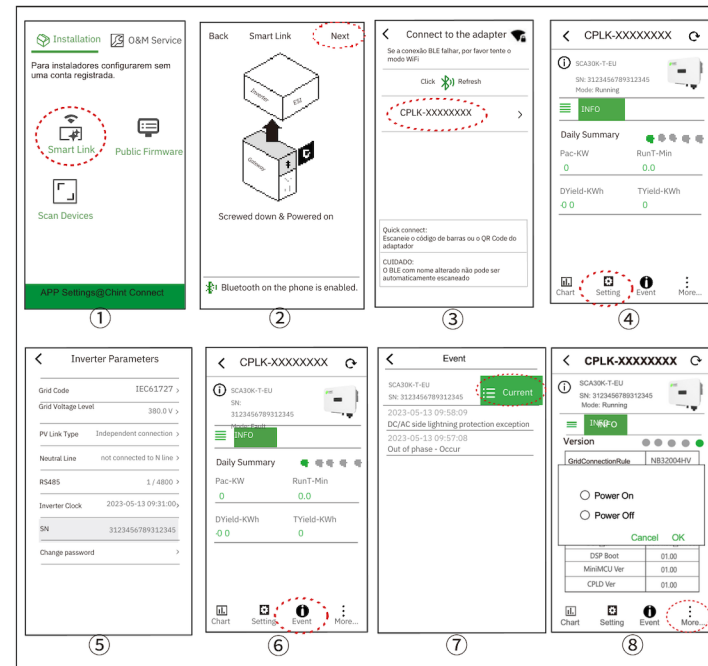 Installation
O&M Service
Para instaladores configurarem sem
uma conta registrada.
Smart Link
Public Firmware
Scan Devices
APP Settings@Chint Connect
1
Back
Smart Link
Next
Inverter
ESI
Gateway
Screwed down & Powered on
Bluetooth on the phone is enabled.
2
Connect to the adapter
Se a conexão BLE falhar, por favor tente o
modo WiFi
Click
Refresh
CPLK-XXXXXXXX
Quick connect:
Escaneie o código de barras ou o QR Code do
adaptador
CUIDADO:
O BLE com nome alterado não pode ser
automaticamente escaneado
3
CPLK-XXXXXXXX
SCA30K-T-EU
SN: 3123456789312345
Mode: Running
INFO
Daily Summary
Pac-KW
RunT-Min
0
0.0
DYield-KWh
TYield-KWh
0 0
0
Chart
Setting
Event
More...
4
Inverter Parameters
Grid Code
IEC61727
Grid Voltage Level
380.0 V
PV Link Type
Independent connection
Neutral Line
not connected to N line
RS485
1 / 4800
Inverter Clock
2023-05-13 09:31:00
SN
3123456789312345
Change password
5
CPLK-XXXXXXXX
SCA30K-T-EU
SN:
3123456789312345
Mode: Fault
INFO
Daily Summary
Pac-KW
RunT-Min
0
0.0
DYield-KWh
TYield-KWh
0 0
0
Chart
Setting
Event
More...
6
Event
SCA30K-T-EU
SN: 3123456789312345
Current
2023-05-13 09:58:09
DC/AC side lightning protection exception
2023-05-13 09:57:08
Out of phase - Occur
7
CPLK-XXXXXXXX
SCA30K-T-EU
SN: 3123456789312345
Mode: Running
INFO
Version
GridConnectionRule
NB32004HV
Power On
Power Off
Cancel
OK
DSP Boot
01.00
MiniMCU Ver
01.00
CPLD Ver
01.00
Chart
Setting
Event
More...
8